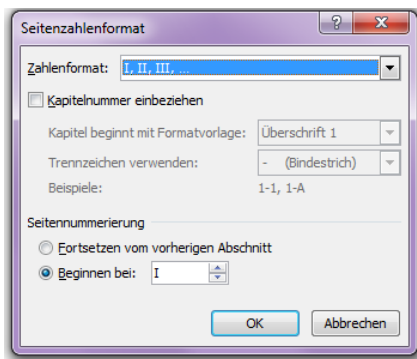 Seitenzahlenformat
Zahlenformat: I, II, III, ...
Kapitelnummer einbeziehen
Kapitel beginnt mit Formatvorlage: Überschrift 1
Trennzeichen verwenden: - (Bindestrich)
Beispiele: 1-1, 1-A
Seitennummerierung
Fortsetzen vom vorherigen Abschnitt
Beginnen bei: I
OK Abbrechen